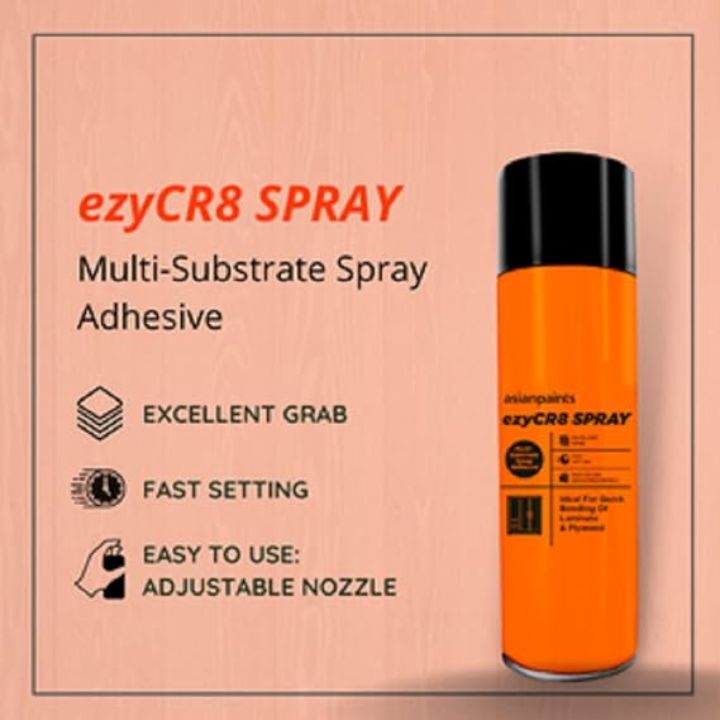 ezyCR8 SPRAY
Multi-Substrate Spray
Adhesive
EXCELLENT GRAB
FAST SETTING
EASY TO USE:
ADJUSTABLE NOZZLE
asianpaints
ezyCR8 SPRAY
Ideal For Quick
Bonding Of
Laminate
& Plywood